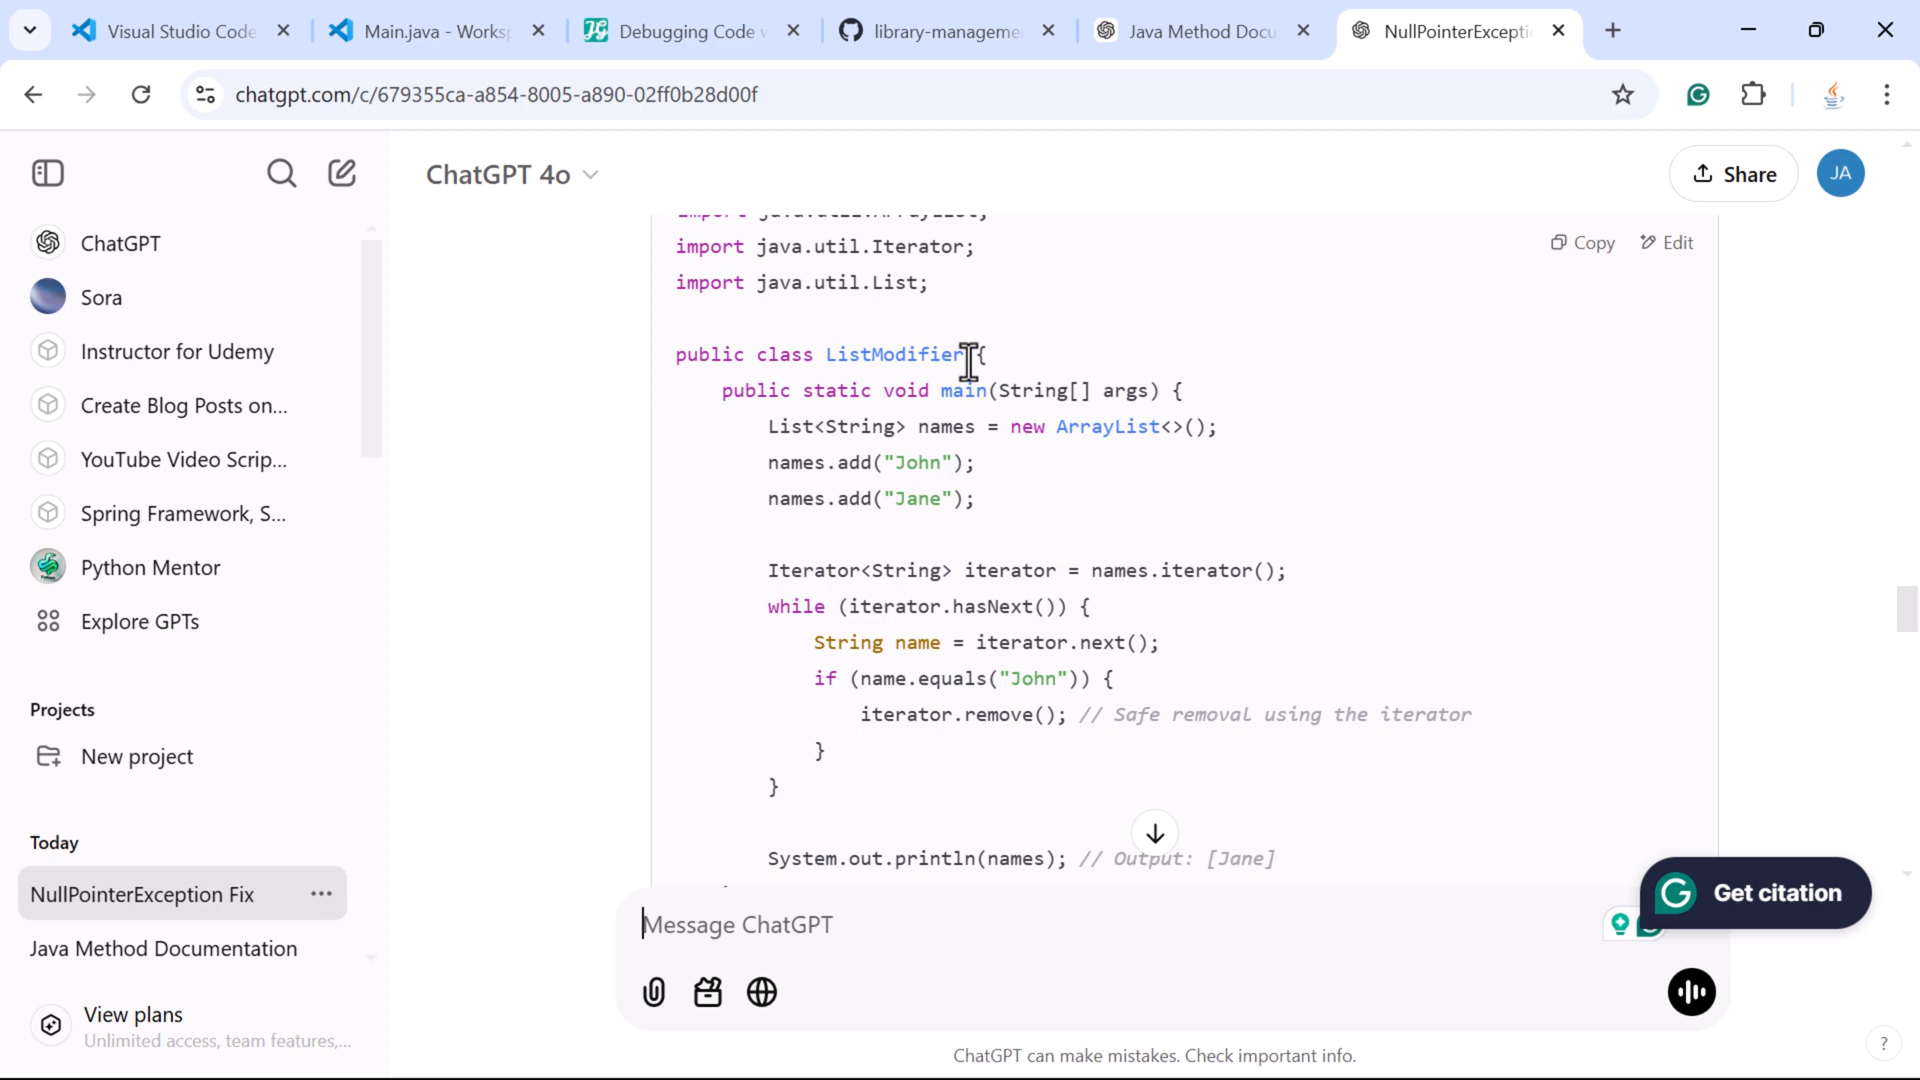 Visual Studio Code
Main.java - Worksp
Debugging Code w
library-manageme
Java Method Docu
NullPointerExcepti
chatgpt.com/c/679355ca-a854-8005-a890-02ff0b28d00f
ChatGPT 4o
Share
JA
ChatGPT
Sora
Instructor for Udemy
Create Blog Posts on...
YouTube Video Scrip...
Spring Framework, S...
Python Mentor
Explore GPTs
Projects
New project
Today
NullPointerException Fix
Java Method Documentation
View plans
Unlimited access, team features,...
import java.util.ArrayList;
Copy
Edit
import java.util.Iterator;
import java.util.List;
public class ListModifier {
public static void main(String[] args) {
List<String> names = new ArrayList<>();
names.add("John");
names.add("Jane");
Iterator<String> iterator = names.iterator();
while (iterator.hasNext()) {
String name = iterator.next();
if (name.equals("John")) {
iterator.remove(); // Safe removal using the iterator
}
}
System.out.println(names); // Output: [Jane]
Get citation
Message ChatGPT
ChatGPT can make mistakes. Check important info.
?